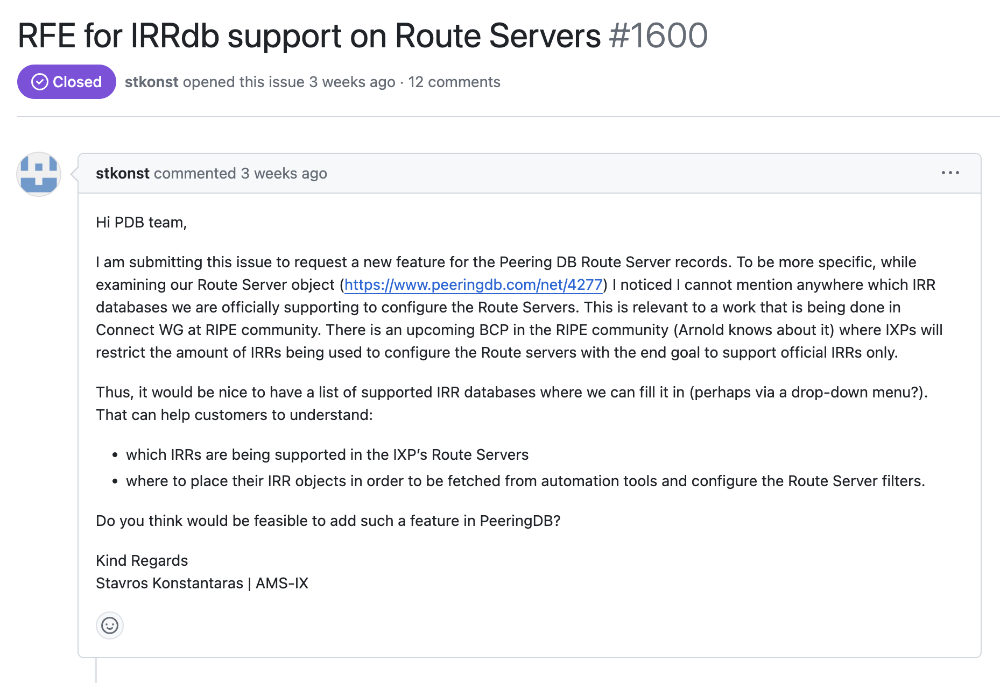 RFE for IRRdb support on Route Servers #1600
Closed stkonst opened this issue 3 weeks ago · 12 comments
stkonst commented 3 weeks ago
Hi PDB team,
I am submitting this issue to request a new feature for the Peering DB Route Server records. To be more specific, while
examining our Route Server object (https://www.peeringdb.com/net/4277) I noticed I cannot mention anywhere which IRR
databases we are officially supporting to configure the Route Servers. This is relevant to a work that is being done in
Connect WG at RIPE community. There is an upcoming BCP in the RIPE community (Arnold knows about it) where IXPs will
restrict the amount of IRRs being used to configure the Route servers with the end goal to support official IRRs only.
Thus, it would be nice to have a list of supported IRR databases where we can fill it in (perhaps via a drop-down menu?).
That can help customers to understand:
• which IRRs are being supported in the IXP’s Route Servers
• where to place their IRR objects in order to be fetched from automation tools and configure the Route Server filters.
Do you think would be feasible to add such a feature in PeeringDB?
Kind Regards
Stavros Konstantaras | AMS-IX